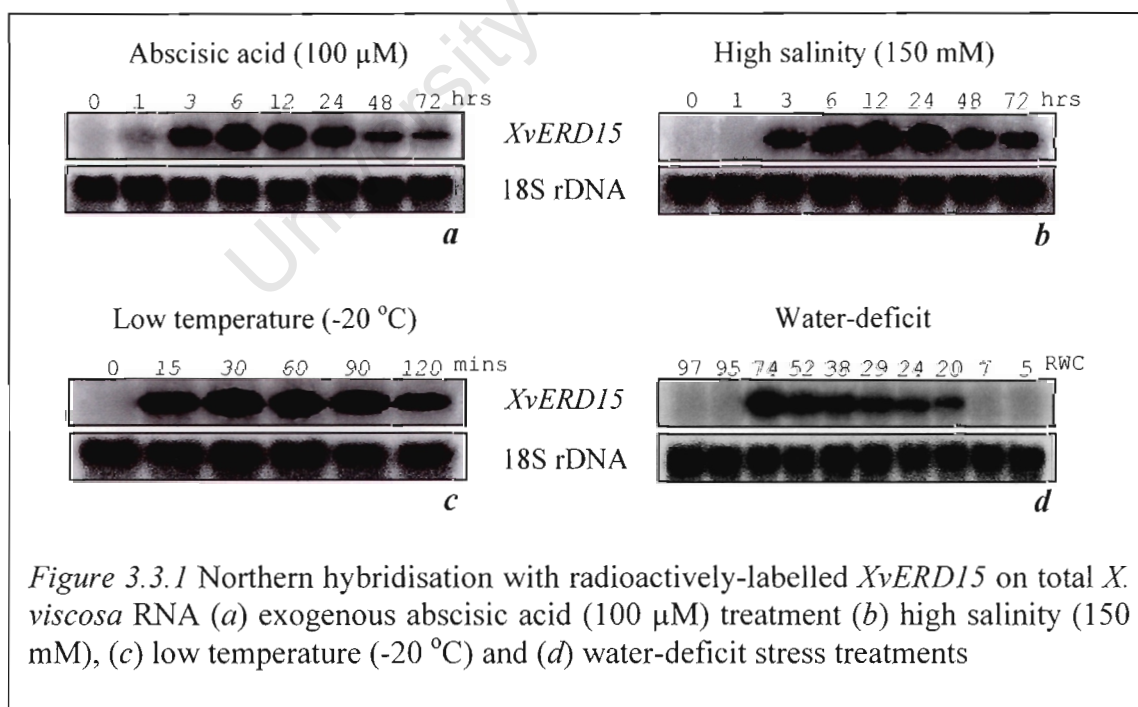 University
Abscisic acid (100 μM)
0 1 3 6 12 24 48 72 hrs
XvERD15
18S rDNA
a
High salinity (150 mM)
0 1 3 6 12 24 48 72 hrs
b
Low temperature (-20 °C)
0 15 30 60 90 120 mins
XvERD15
18S rDNA
c
Water-deficit
97 95 74 52 38 29 24 20 7 5 RWC
d
Figure 3.3.1 Northern hybridisation with radioactively-labelled XvERD15 on total X.
viscosa RNA (a) exogenous abscisic acid (100 μM) treatment (b) high salinity (150
mM), (c) low temperature (-20 °C) and (d) water-deficit stress treatments